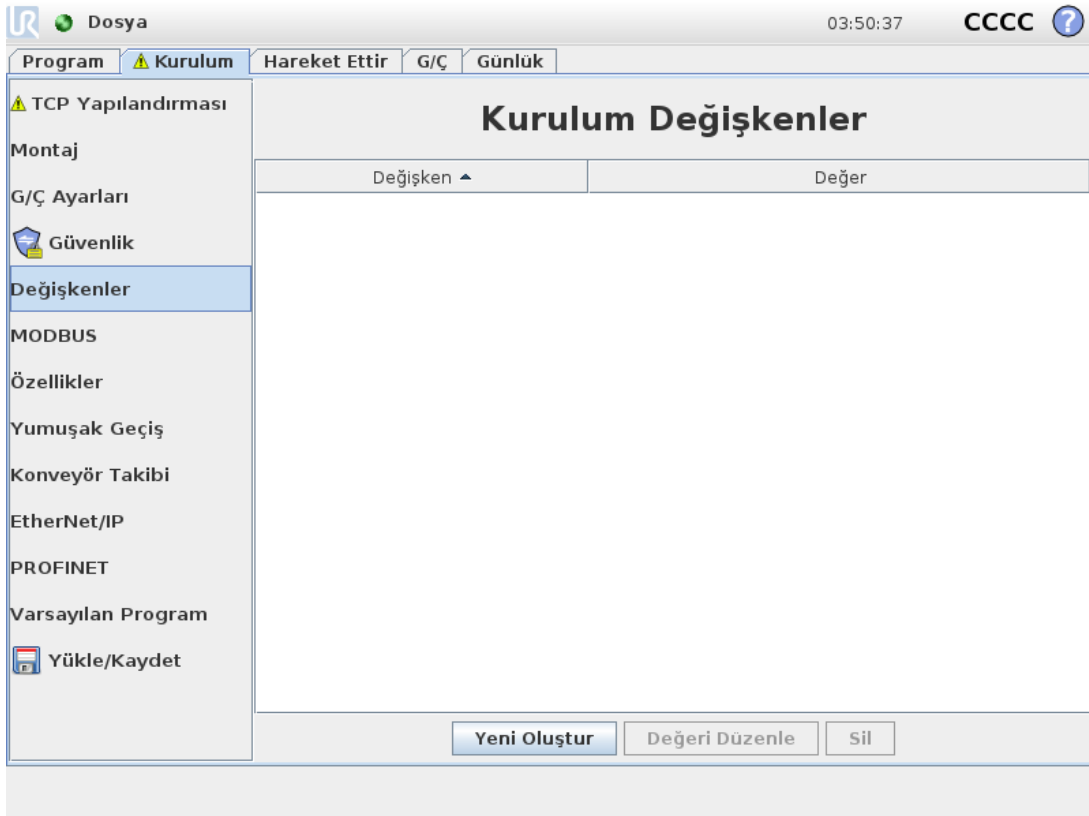 UR Dosya 03:50:37 CCCC ?
Program Kurulum Hareket Ettir G/Ç Günlük
TCP Yapılandırması
Montaj
G/Ç Ayarları
Güvenlik
Değişkenler
MODBUS
Özellikler
Yumuşak Geçiş
Konveyör Takibi
EtherNet/IP
PROFINET
Varsayılan Program
Yükle/Kaydet
Kurulum Değişkenler
Değişken Değer
Yeni Oluştur Değeri Düzenle Sil